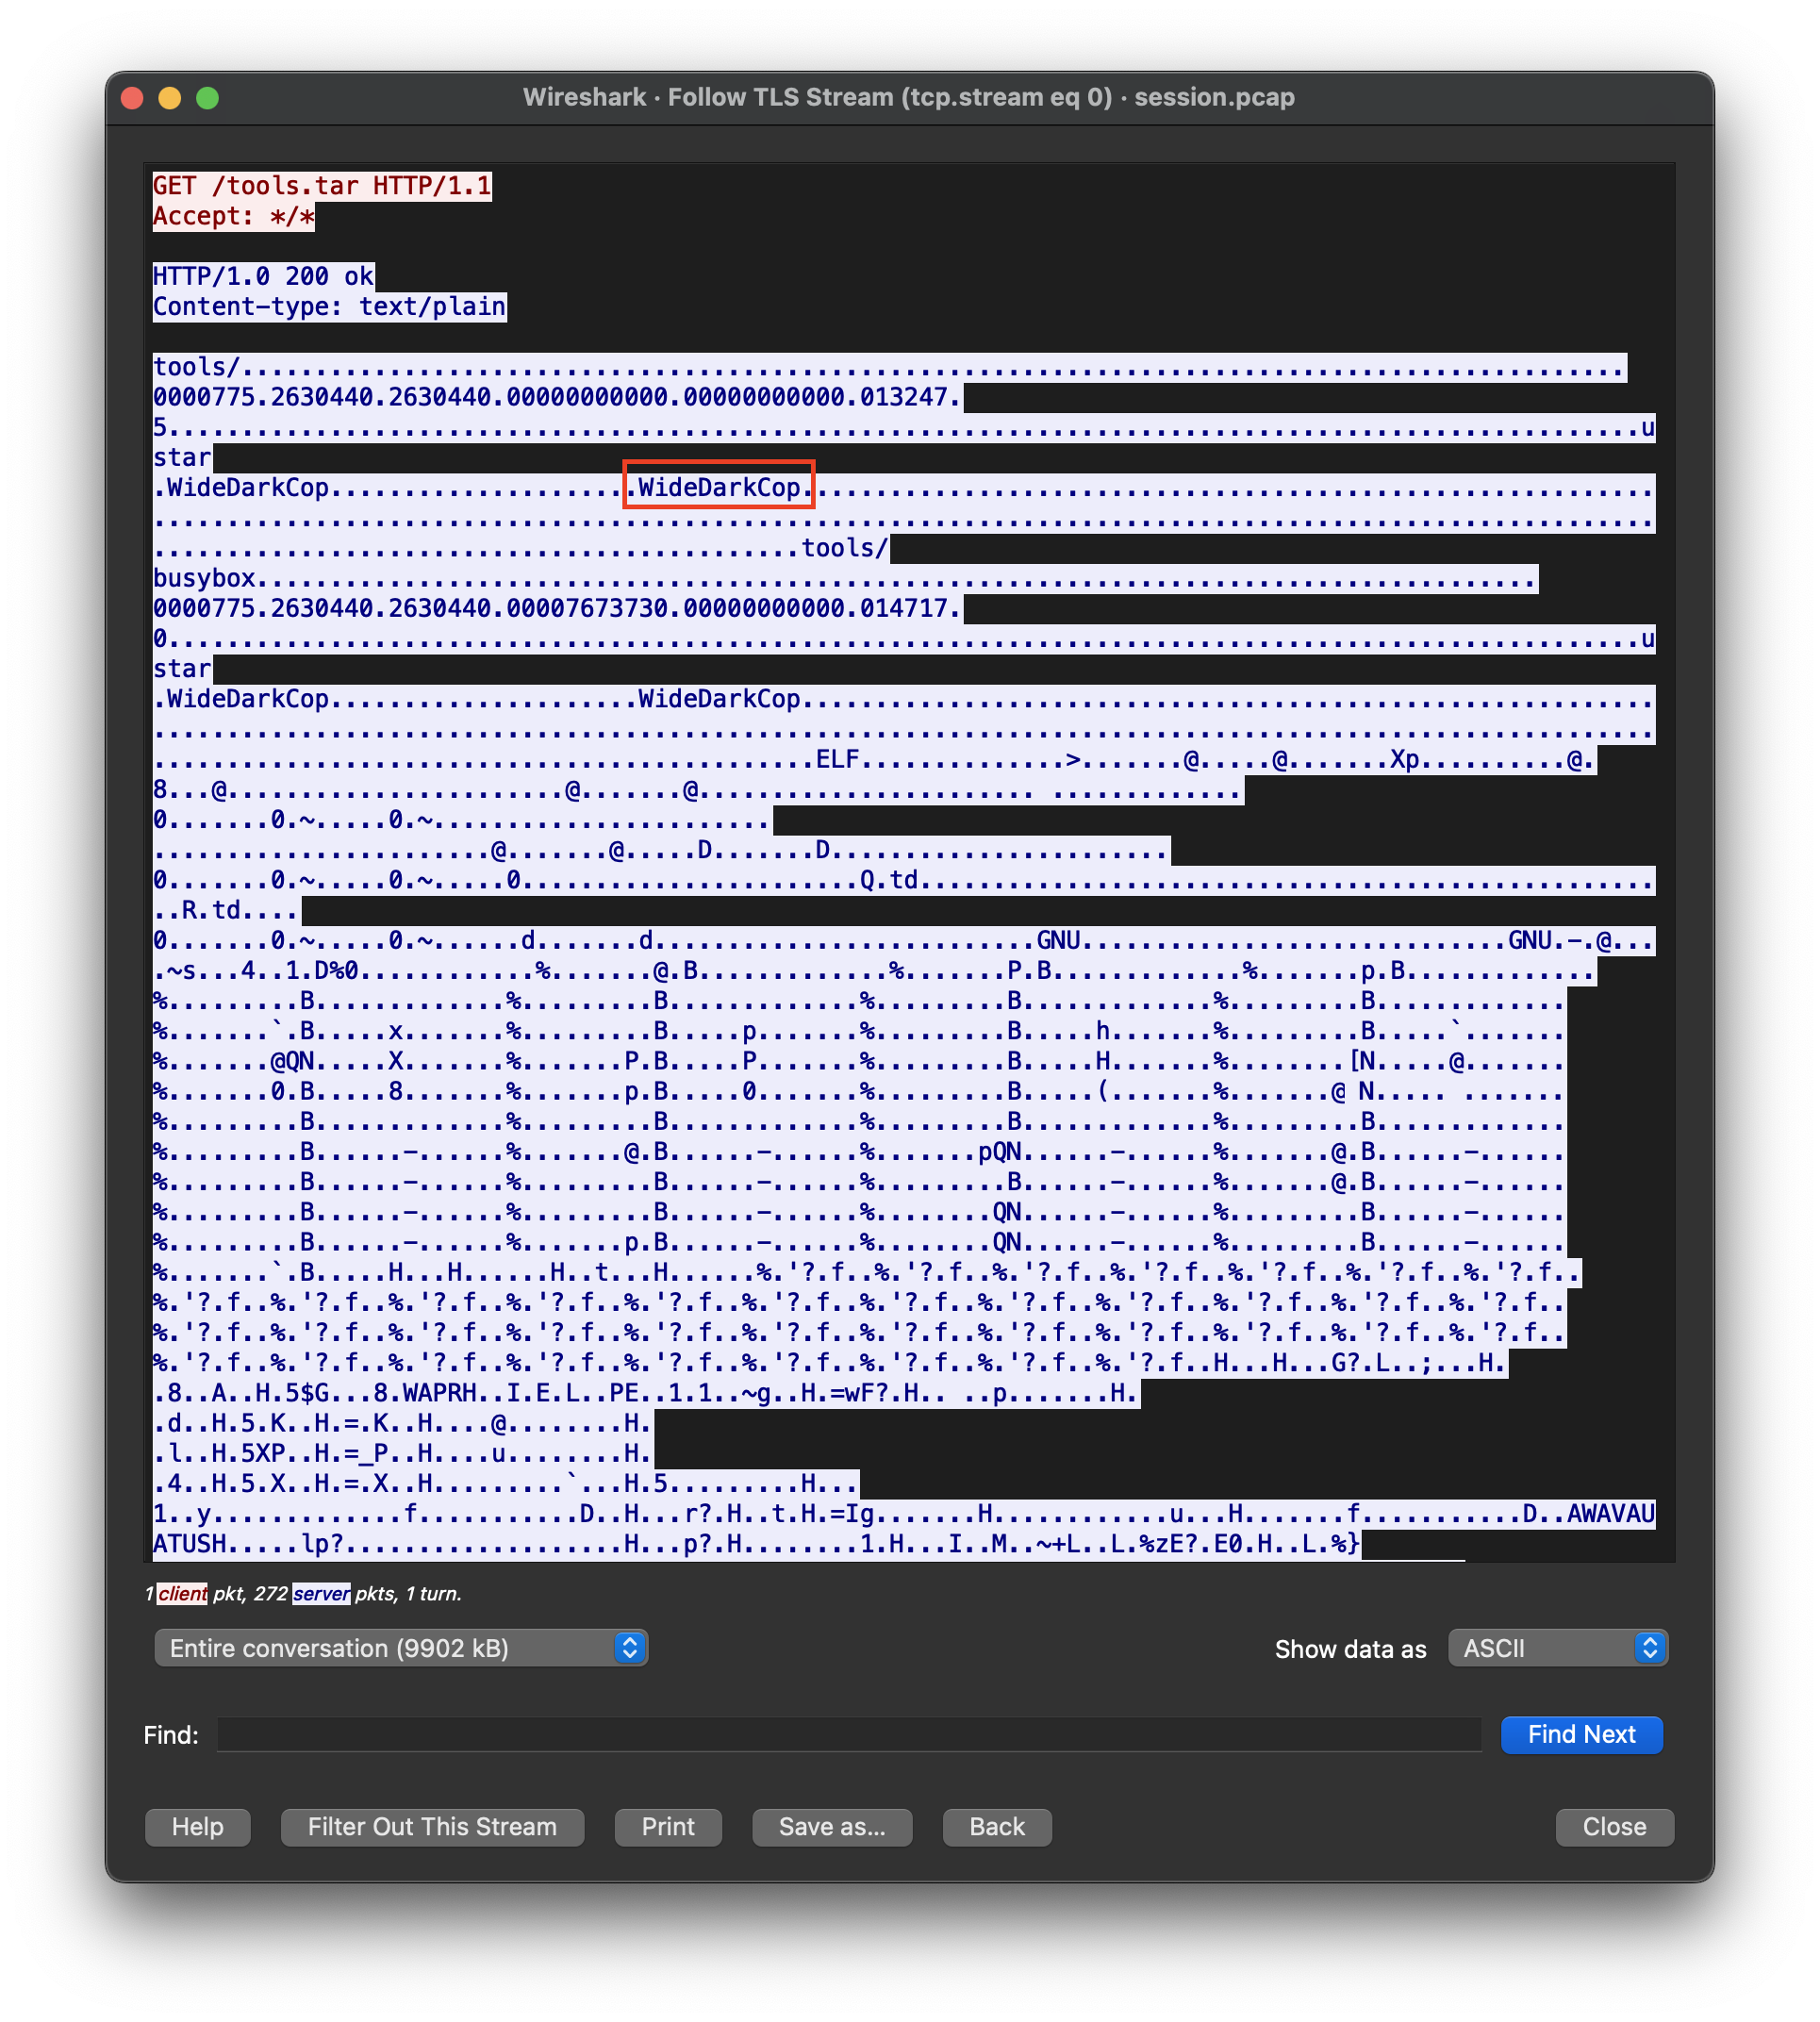 Wireshark · Follow TLS Stream (tcp.stream eq 0) · session.pcap
GET /tools.tar HTTP/1.1
Accept: */*
HTTP/1.0 200 ok
Content-type: text/plain
tools/..............................................................................................
0000775.2630440.2630440.00000000000.00000000000.013247.
5....................................................................................................u
star
.WideDarkCop.....................WideDarkCop..........................................................
......................................................................................................
............................................tools/
busybox.......................................................................................
0000775.2630440.2630440.00007673730.00000000000.014717.
0....................................................................................................u
star
.WideDarkCop.....................WideDarkCop..........................................................
......................................................................................................
.............................................ELF..............>.......@.....@.......Xp..........@.
8...@.......................@.......@....................... .............
0.......0.~.....0.~.......................
.......................@.......@.....D.......D.......................
0.......0.~.....0.~.....0.......................Q.td..................................................
..R.td....
0.......0.~.....0.~......d.......d..........................GNU.............................GNU.-.@...
.~s...4..1.D%0............%.......@.B.............%.......P.B.............%.......p.B.............
%.........B.............%.........B.............%.........B.............%.........B.............
%.......`.B.....x.......%.........B.....p.......%.........B.....h.......%.........B.....`.......
%.......@QN.....X.......%.......P.B.....P.......%.........B.....H.......%........[N.....@.......
%.......0.B.....8.......%.......p.B.....0.......%.........B.....(.......%.......@ N..... .......
%.........B.............%.........B.............%.........B.............%.........B.............
%.........B......-......%.......@.B......-......%.......pQN......-......%.......@.B......-......
%.........B......-......%.........B......-......%.........B......-......%.......@.B......-......
%.........B......-......%.........B......-......%........QN......-......%.........B......-......
%.........B......-......%.......p.B......-......%........QN......-......%.........B......-......
%.......`.B.....H...H......H..t...H......%.'?.f..%.'?.f..%.'?.f..%.'?.f..%.'?.f..%.'?.f..%.'?.f..
%.'?.f..%.'?.f..%.'?.f..%.'?.f..%.'?.f..%.'?.f..%.'?.f..%.'?.f..%.'?.f..%.'?.f..%.'?.f..%.'?.f..
%.'?.f..%.'?.f..%.'?.f..%.'?.f..%.'?.f..%.'?.f..%.'?.f..%.'?.f..%.'?.f..%.'?.f..%.'?.f..%.'?.f..
%.'?.f..%.'?.f..%.'?.f..%.'?.f..%.'?.f..%.'?.f..%.'?.f..%.'?.f..%.'?.f..H...H...G?.L..;...H.
.8..A..H.5$G...8.WAPRH..I.E.L..PE..1.1..~g..H.=wF?.H.. ..p.......H.
.d..H.5.K..H.=.K..H....@........H.
.l..H.5XP..H.=_P..H....u........H.
.4..H.5.X..H.=.X..H.........`...H.5.........H...
1..y.............f...........D..H...r?.H..t.H.=Ig.......H............u...H.......f...........D..AWAVAU
ATUSH.....lp?...................H...p?.H........1.H...I..M..~+L..L.%zE?.E0.H..L.%}
1 client pkt, 272 server pkts, 1 turn.
Entire conversation (9902 kB)
Show data as
ASCII
Find:
Find Next
Help
Filter Out This Stream
Print
Save as...
Back
Close